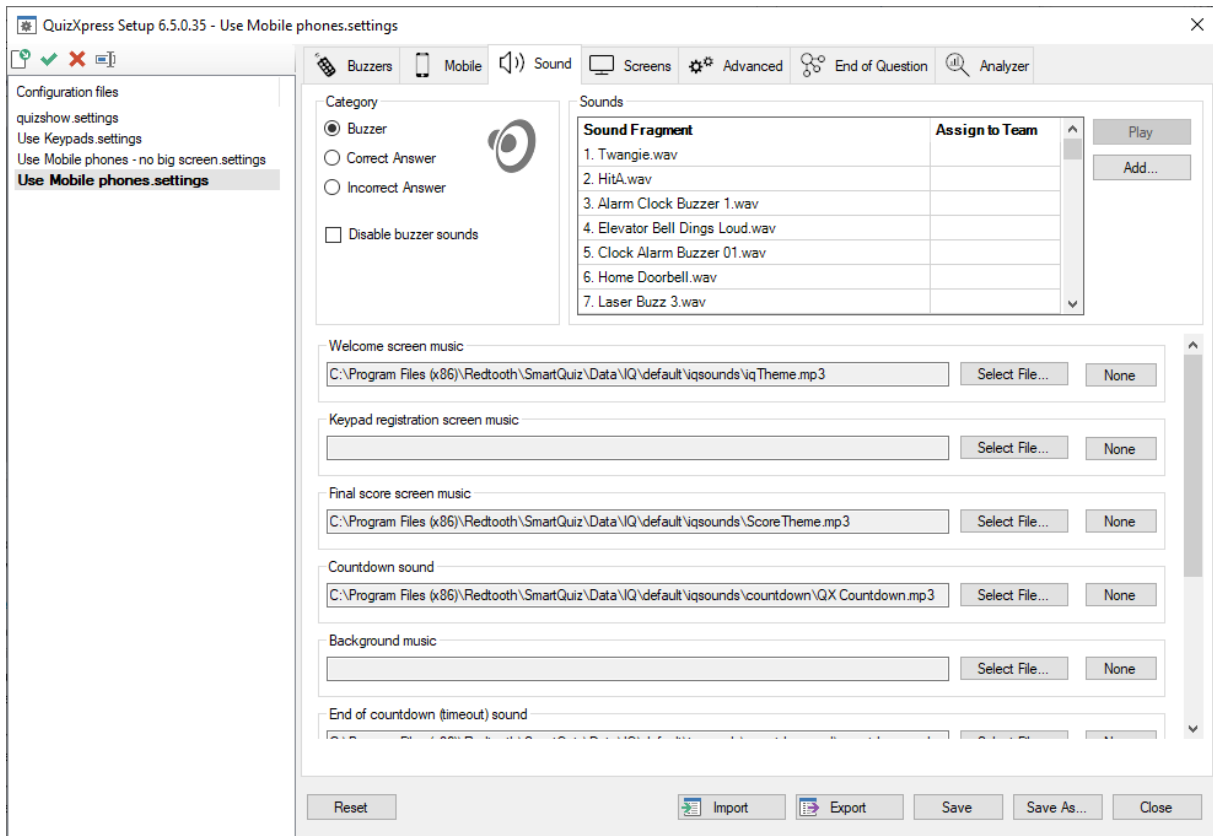 QuizXpress Setup 6.5.0.35 - Use Mobile phones.settings
Configuration files
quizshow.settings
Use Keypads.settings
Use Mobile phones - no big screen.settings
Use Mobile phones.settings
Buzzers Mobile Sound Screens Advanced End of Question Analyzer
Category
Buzzer
Correct Answer
Incorrect Answer
Disable buzzer sounds
Sounds
Sound Fragment Assign to Team
1. Twangie.wav
2. HitA.wav
3. Alarm Clock Buzzer 1.wav
4. Elevator Bell Dings Loud.wav
5. Clock Alarm Buzzer 01.wav
6. Home Doorbell.wav
7. Laser Buzz 3.wav
Play
Add...
Welcome screen music
C:\Program Files (x86)\Redtooth\SmartQuiz\Data\IQ\default\iqsounds\iqTheme.mp3 Select File... None
Keypad registration screen music
Select File... None
Final score screen music
C:\Program Files (x86)\Redtooth\SmartQuiz\Data\IQ\default\iqsounds\ScoreTheme.mp3 Select File... None
Countdown sound
C:\Program Files (x86)\Redtooth\SmartQuiz\Data\IQ\default\iqsounds\countdown\QX Countdown.mp3 Select File... None
Background music
Select File... None
End of countdown (timeout) sound
Reset Import Export Save Save As... Close